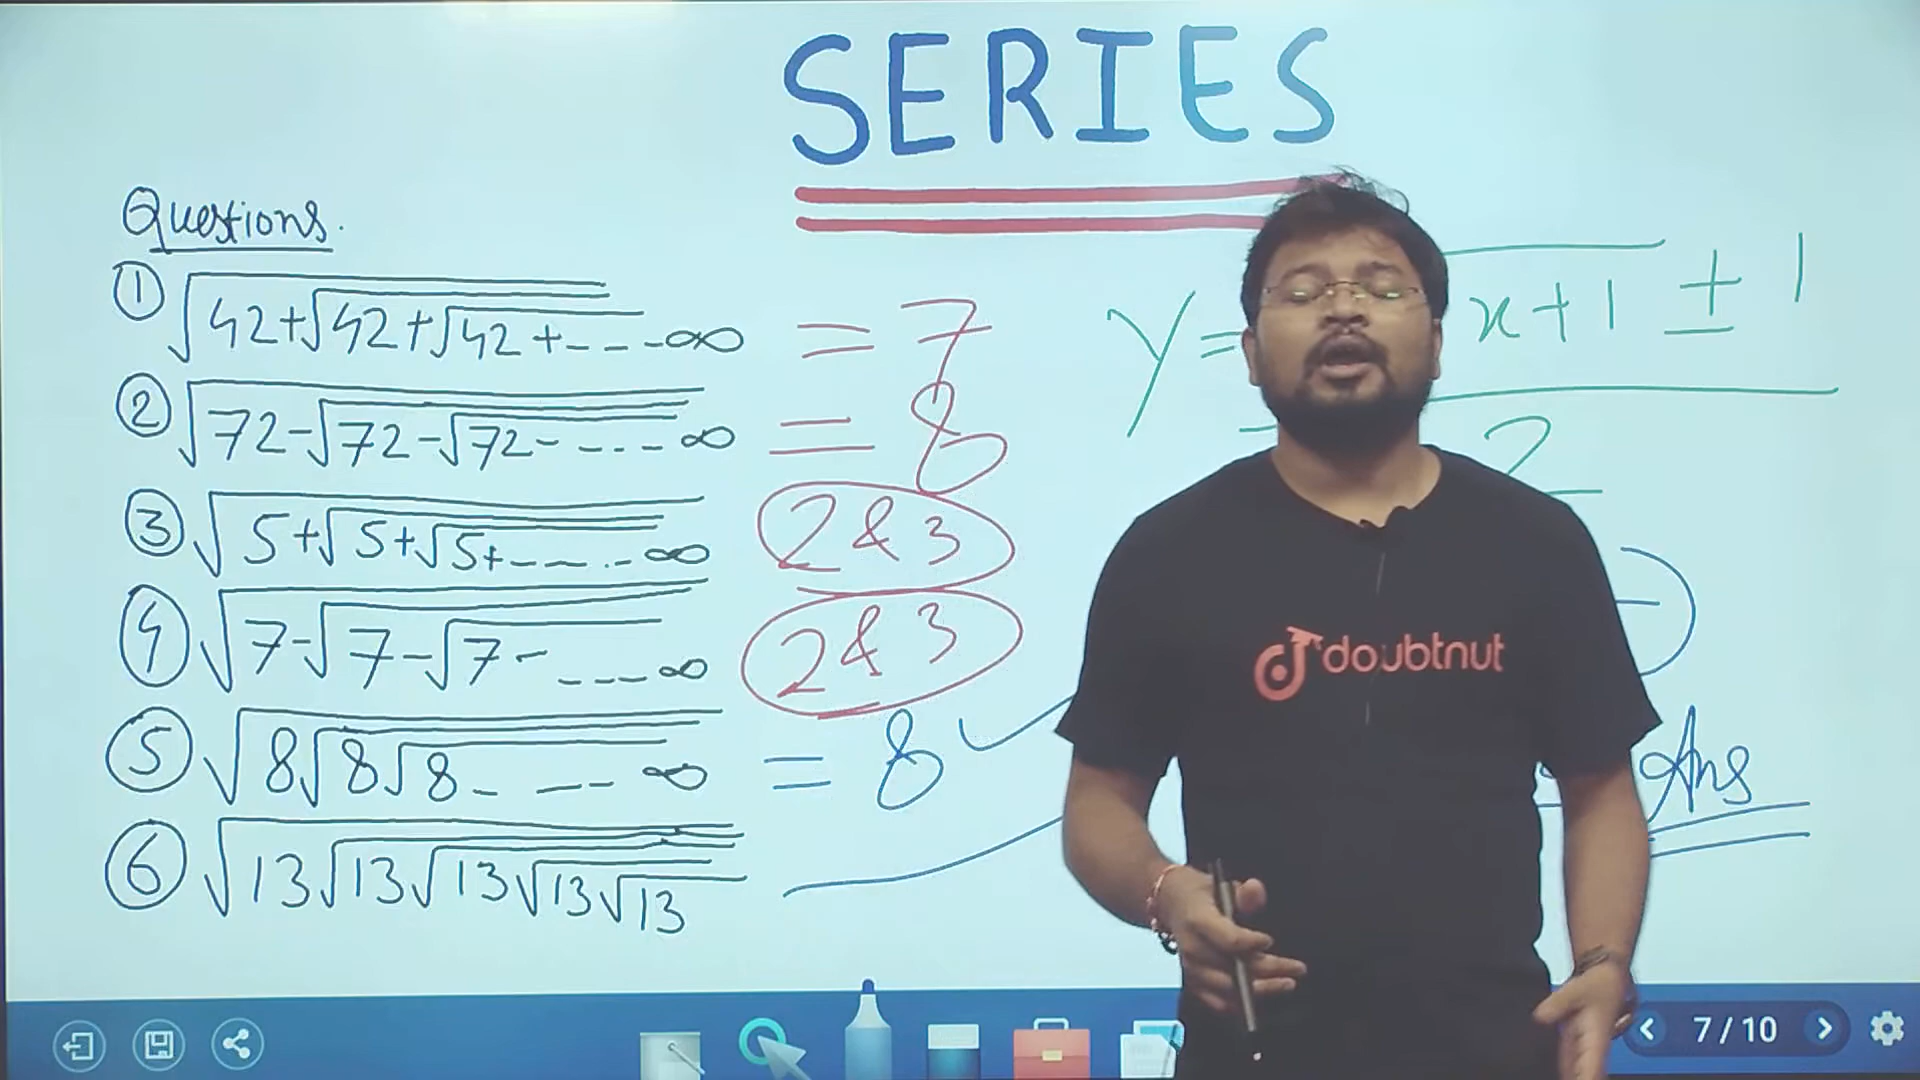 SERIES
Questions.
① √42+√42+√42+----∞ = 7
② √72-√72-√72-----∞ = 8
③ √5+√5+√5+-----∞ 2 & 3
④ √7-√7-√7- ----∞ 2 & 3
⑤ √8√8√8- ---- ∞ = 8 ✓
⑥ √13√13√13√13√13
y=
x+1 ± 1
2
Ans
doubtnut
7/10